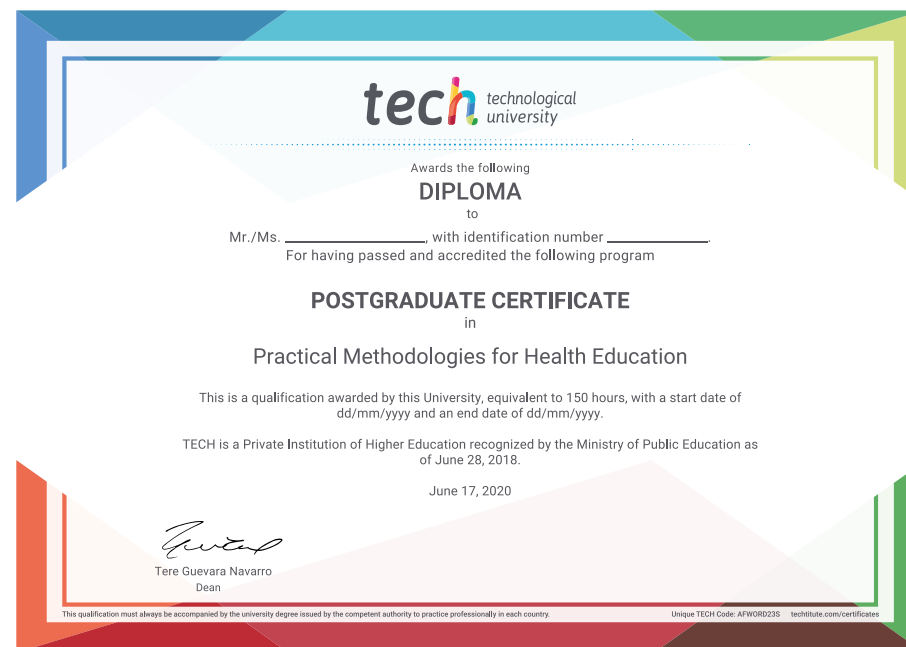 tech technological
university
Awards the following
DIPLOMA
to
Mr./Ms. ____________________, with identification number ______________.
For having passed and accredited the following program
POSTGRADUATE CERTIFICATE
in
Practical Methodologies for Health Education
This is a qualification awarded by this University, equivalent to 150 hours, with a start date of
dd/mm/yyyy and an end date of dd/mm/yyyy.
TECH is a Private Institution of Higher Education recognized by the Ministry of Public Education as
of June 28, 2018.
June 17, 2020
Tere Guevara Navarro
Dean
This qualification must always be accompanied by the university degree issued by the competent authority to practice professionally in each country. Unique TECH Code: AFWORD23S techtitute.com/certificates